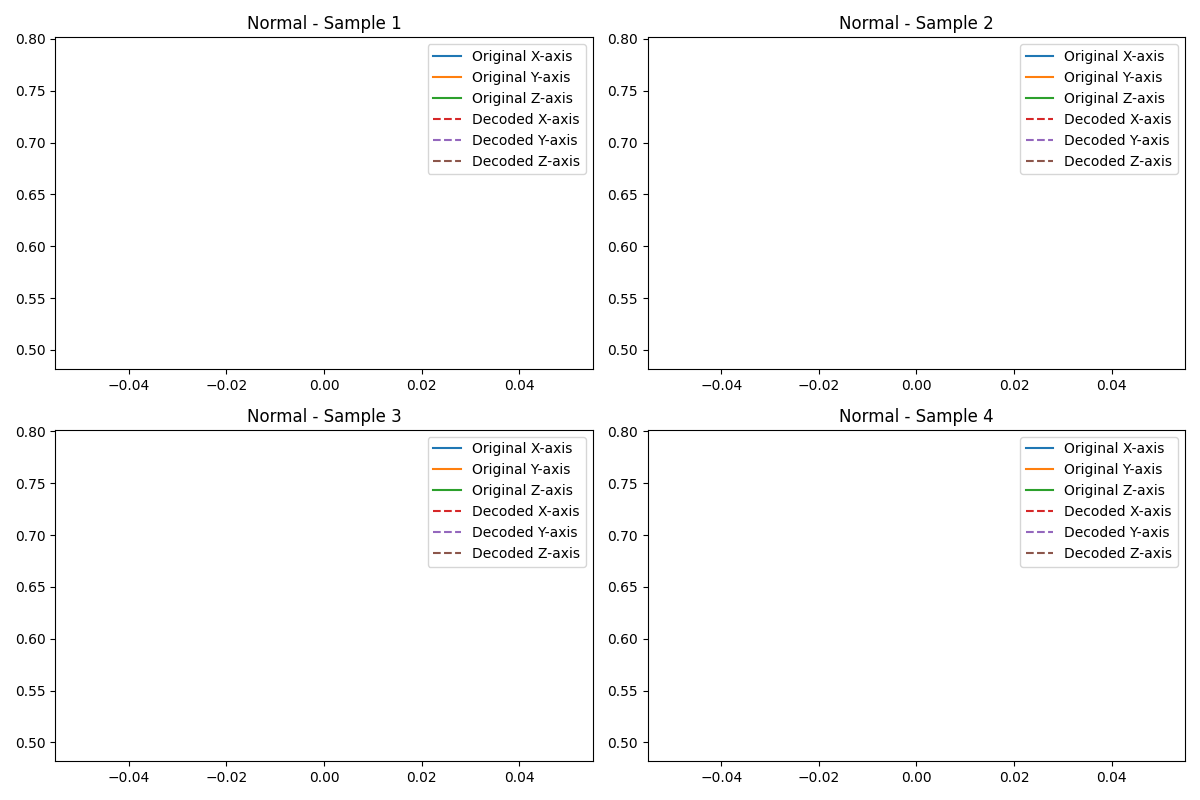 Normal - Sample 1
0.80
0.75
0.70
0.65
0.60
0.55
0.50
−0.04 −0.02 0.00 0.02 0.04
Original X-axis
Original Y-axis
Original Z-axis
Decoded X-axis
Decoded Y-axis
Decoded Z-axis
Normal - Sample 2
0.80
0.75
0.70
0.65
0.60
0.55
0.50
−0.04 −0.02 0.00 0.02 0.04
Original X-axis
Original Y-axis
Original Z-axis
Decoded X-axis
Decoded Y-axis
Decoded Z-axis
Normal - Sample 3
0.80
0.75
0.70
0.65
0.60
0.55
0.50
−0.04 −0.02 0.00 0.02 0.04
Original X-axis
Original Y-axis
Original Z-axis
Decoded X-axis
Decoded Y-axis
Decoded Z-axis
Normal - Sample 4
0.80
0.75
0.70
0.65
0.60
0.55
0.50
−0.04 −0.02 0.00 0.02 0.04
Original X-axis
Original Y-axis
Original Z-axis
Decoded X-axis
Decoded Y-axis
Decoded Z-axis